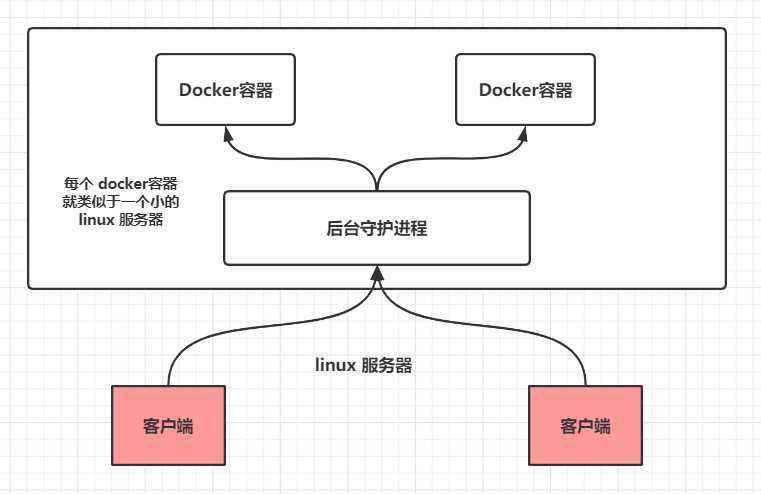 Docker容器
Docker容器
每个 docker容器
就类似于一个小的
linux 服务器
后台守护进程
linux 服务器
客户端
客户端